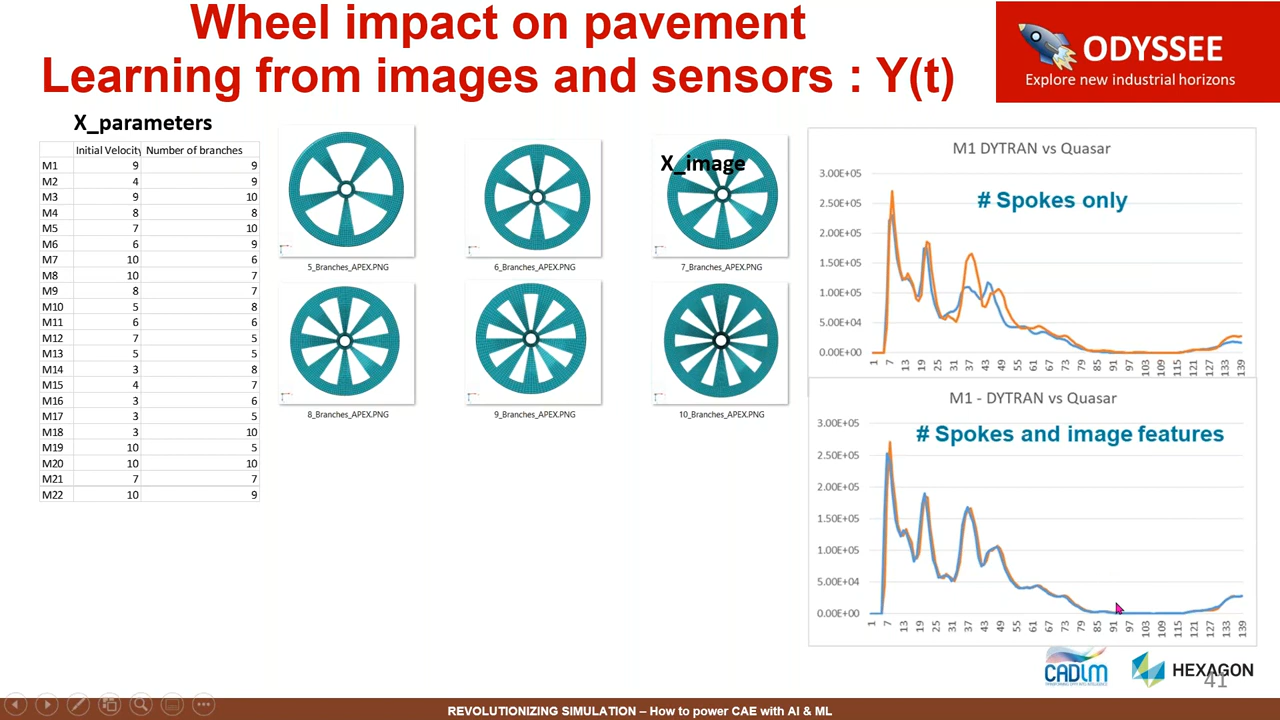 Wheel impact on pavement
Learning from images and sensors : Y(t)
ODYSSEE
Explore new industrial horizons
X_parameters
Initial Velocity Number of branches
M1 9 9
M2 4 9
M3 9 10
M4 8 8
M5 7 10
M6 6 9
M7 10 6
M8 10 7
M9 8 7
M10 5 8
M11 6 6
M12 7 5
M13 5 5
M14 3 8
M15 4 7
M16 3 6
M17 3 5
M18 3 10
M19 10 5
M20 10 10
M21 7 7
M22 10 9
X_image
5_Branches_APEX.PNG
6_Branches_APEX.PNG
7_Branches_APEX.PNG
8_Branches_APEX.PNG
9_Branches_APEX.PNG
10_Branches_APEX.PNG
M1 DYTRAN vs Quasar
# Spokes only
3.00E+05
2.50E+05
2.00E+05
1.50E+05
1.00E+05
5.00E+04
0.00E+00
1 7 13 19 25 31 37 43 49 55 61 67 73 79 85 91 97 103 109 115 121 127 133 139
M1 - DYTRAN vs Quasar
# Spokes and image features
3.00E+05
2.50E+05
2.00E+05
1.50E+05
1.00E+05
5.00E+04
0.00E+00
1 7 13 19 25 31 37 43 49 55 61 67 73 79 85 91 97 103 109 115 121 127 133 139
CADLM
HEXAGON
41
REVOLUTIONIZING SIMULATION – How to power CAE with AI & ML